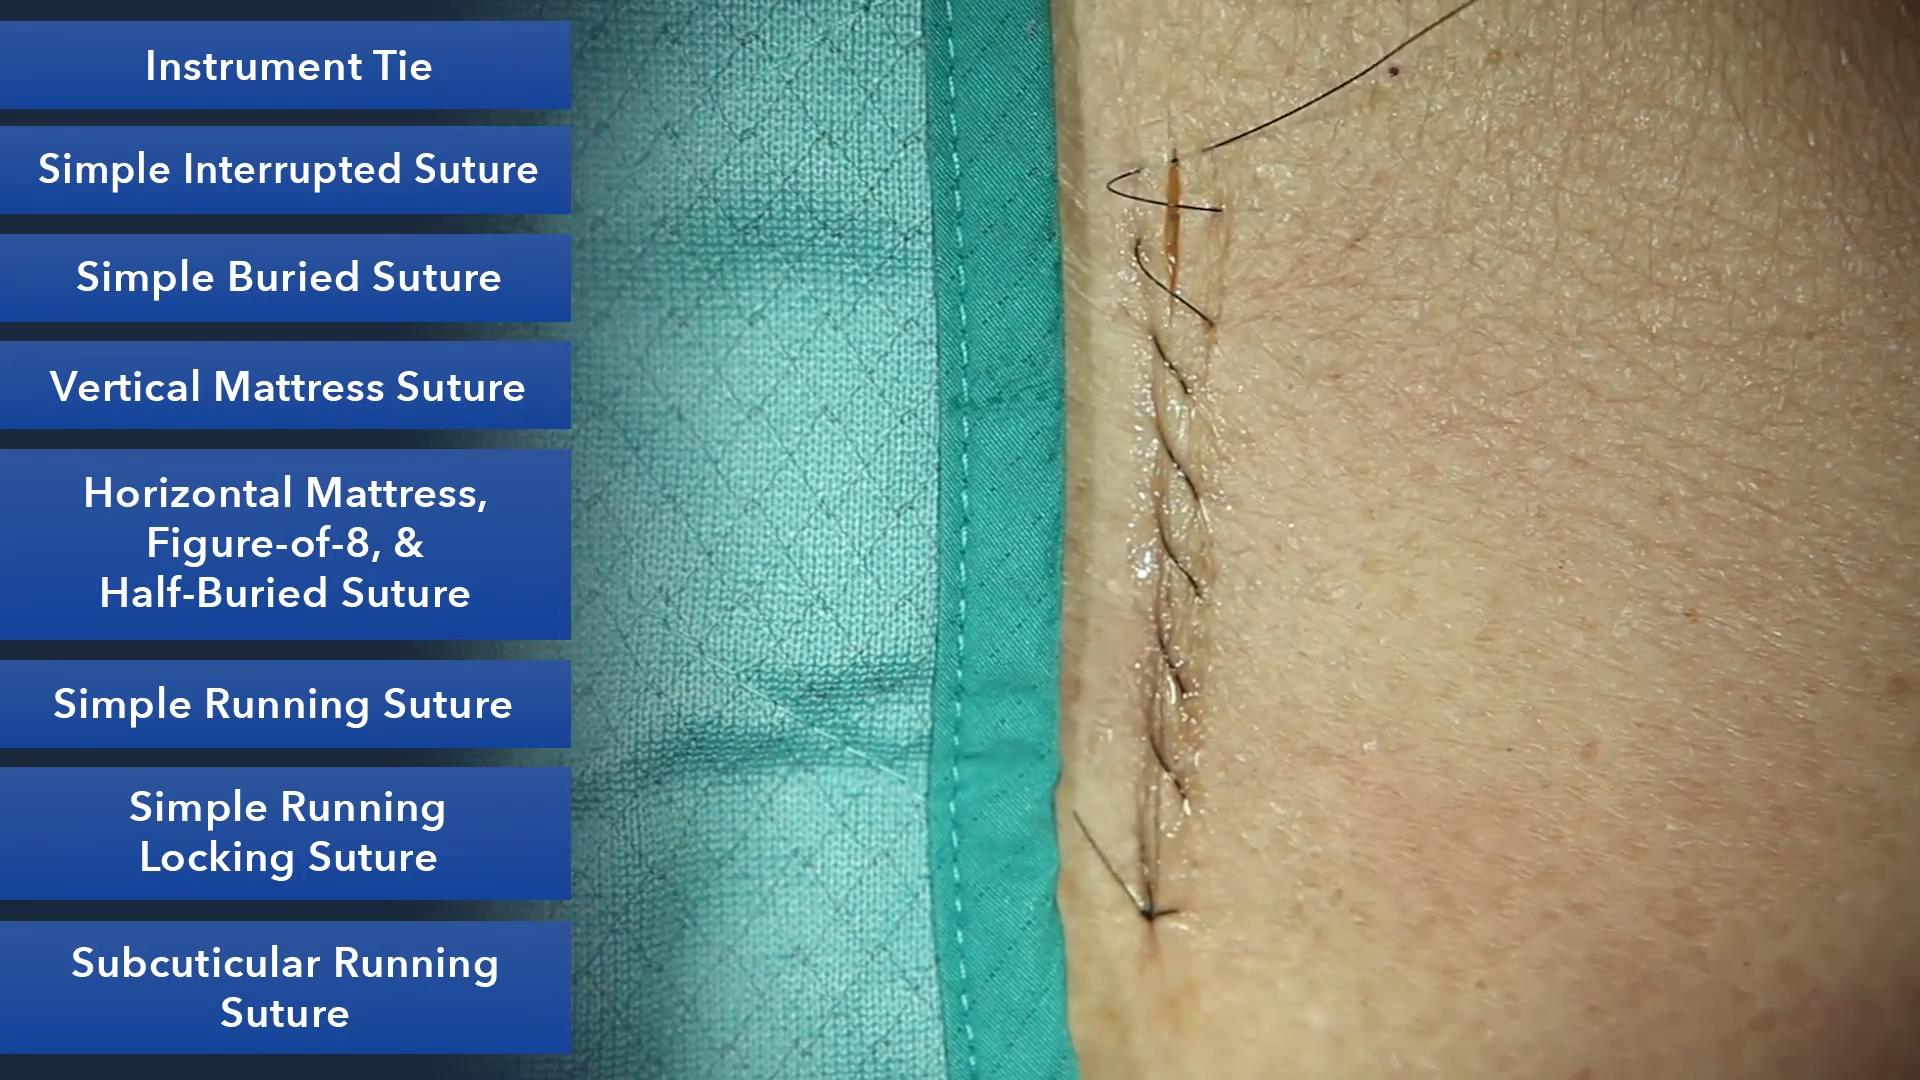 Instrument Tie
Simple Interrupted Suture
Simple Buried Suture
Vertical Mattress Suture
Horizontal Mattress,
Figure-of-8, &
Half-Buried Suture
Simple Running Suture
Simple Running
Locking Suture
Subcuticular Running
Suture